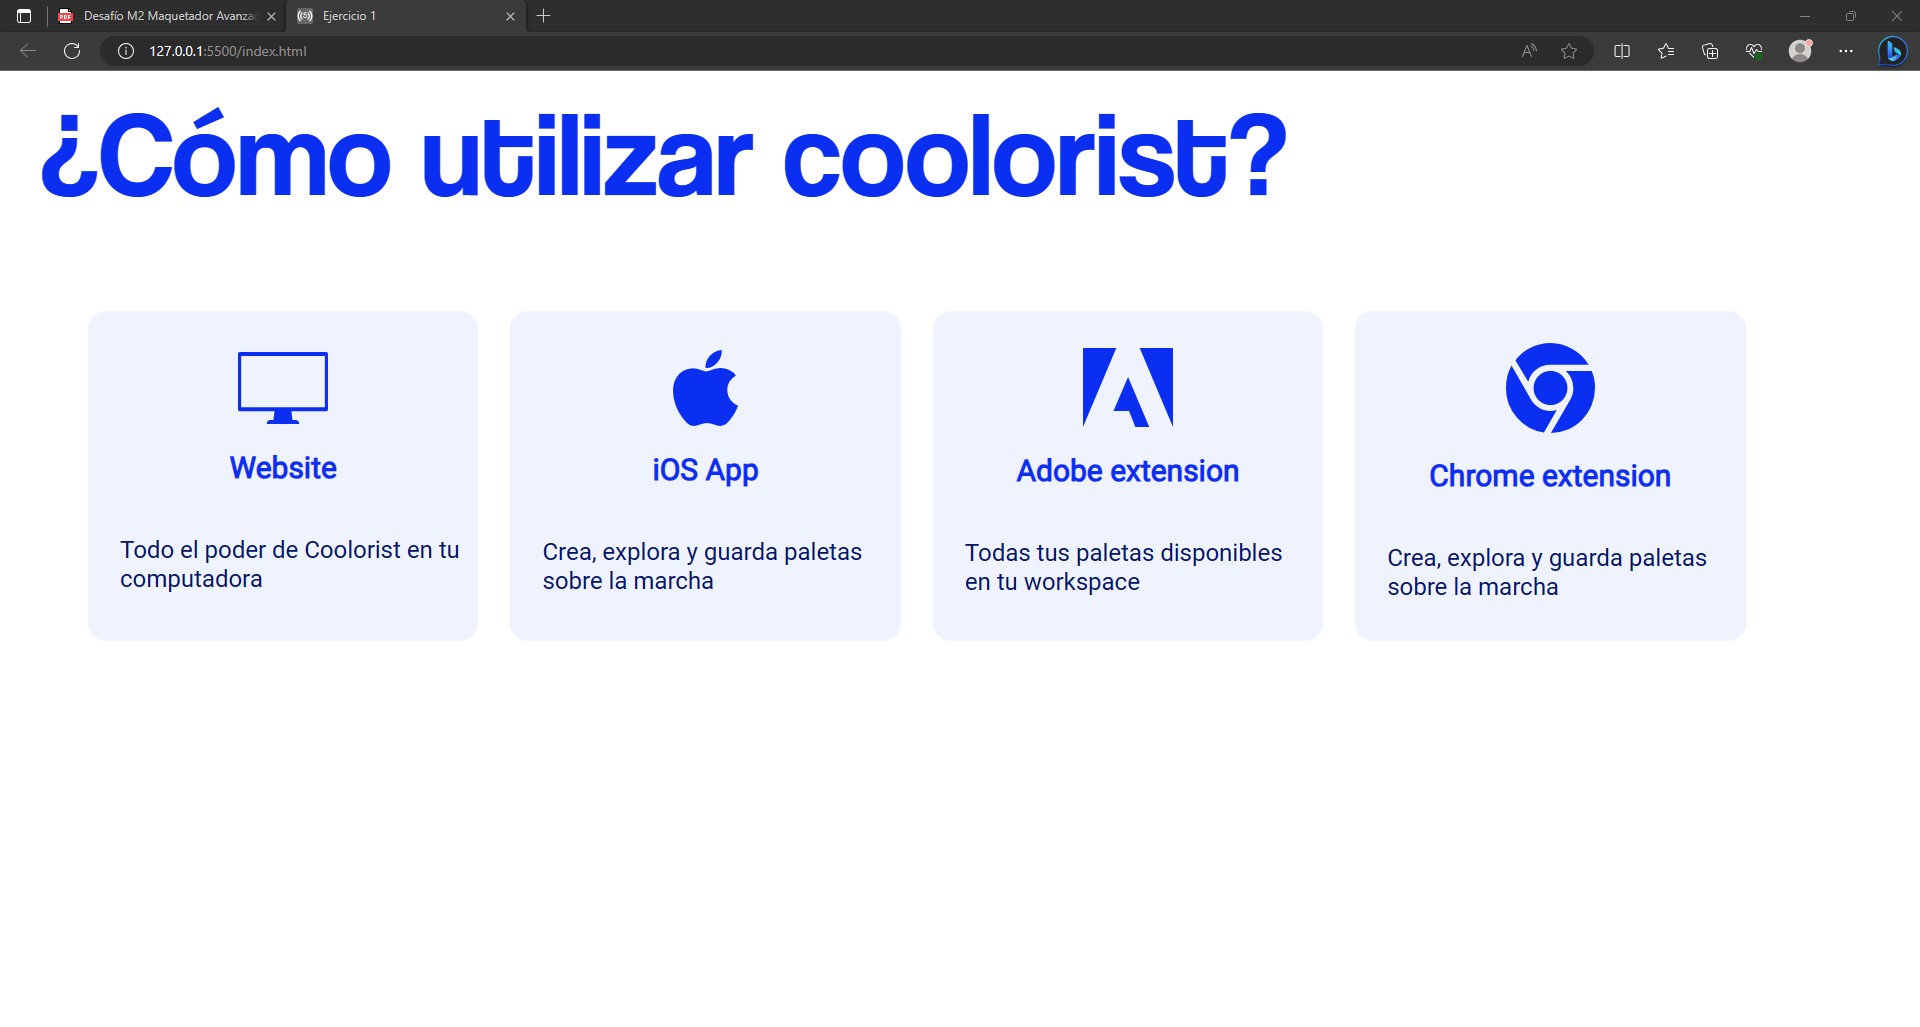 Desafío M2 Maquetador Avanza
Ejercicio 1
127.0.0.1:5500/index.html
¿Cómo utilizar coolorist?
Website
Todo el poder de Coolorist en tu
computadora
iOS App
Crea, explora y guarda paletas
sobre la marcha
Adobe extension
Todas tus paletas disponibles
en tu workspace
Chrome extension
Crea, explora y guarda paletas
sobre la marcha